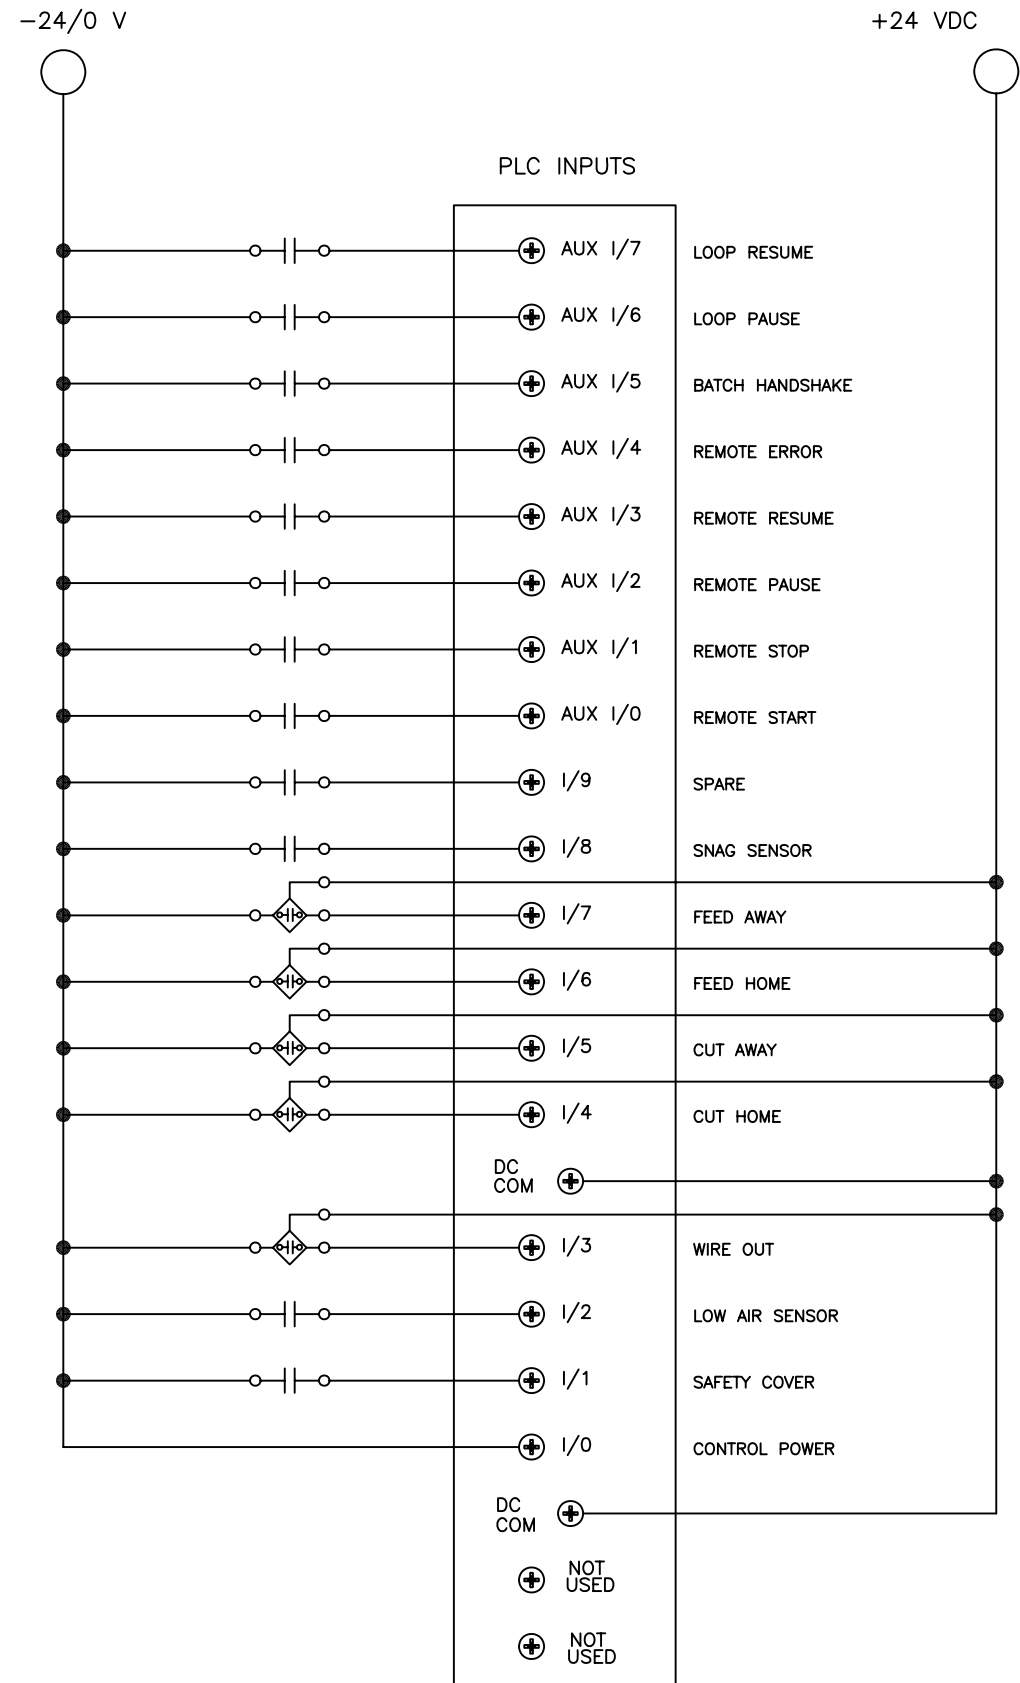 −24/0 V
+24 VDC
PLC INPUTS
AUX I/7 LOOP RESUME
AUX I/6 LOOP PAUSE
AUX I/5 BATCH HANDSHAKE
AUX I/4 REMOTE ERROR
AUX I/3 REMOTE RESUME
AUX I/2 REMOTE PAUSE
AUX I/1 REMOTE STOP
AUX I/0 REMOTE START
I/9 SPARE
I/8 SNAG SENSOR
I/7 FEED AWAY
I/6 FEED HOME
I/5 CUT AWAY
I/4 CUT HOME
DC
COM
I/3 WIRE OUT
I/2 LOW AIR SENSOR
I/1 SAFETY COVER
I/0 CONTROL POWER
DC
COM
NOT
USED
NOT
USED